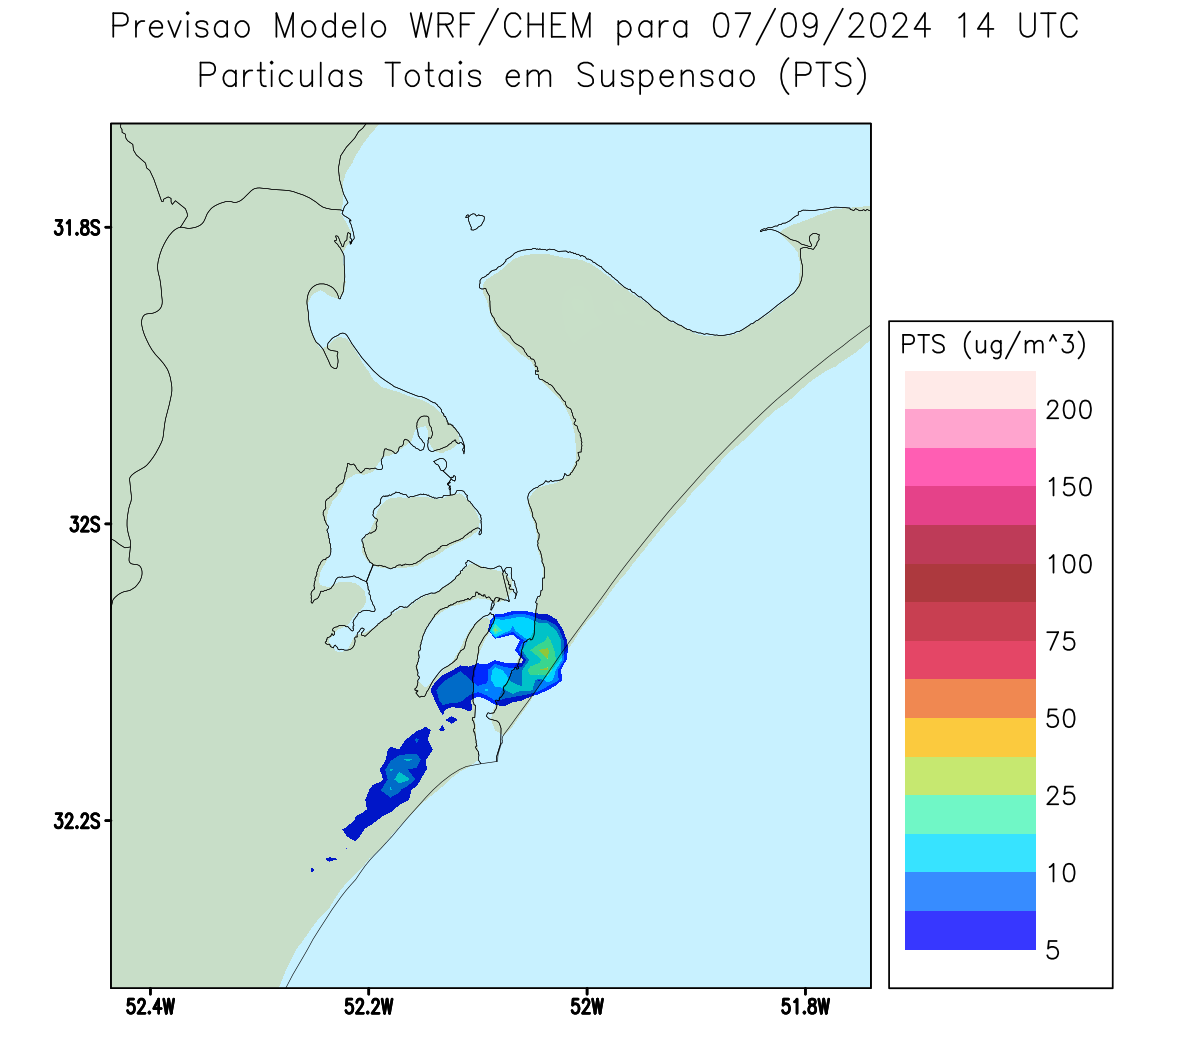 Previsao Modelo WRF/CHEM para 07/09/2024 14 UTC
Particulas Totais em Suspensao (PTS)
31.8S
32S
32.2S
52.4W
52.2W
52W
51.8W
PTS (ug/m^3)
200
150
100
75
50
25
10
5